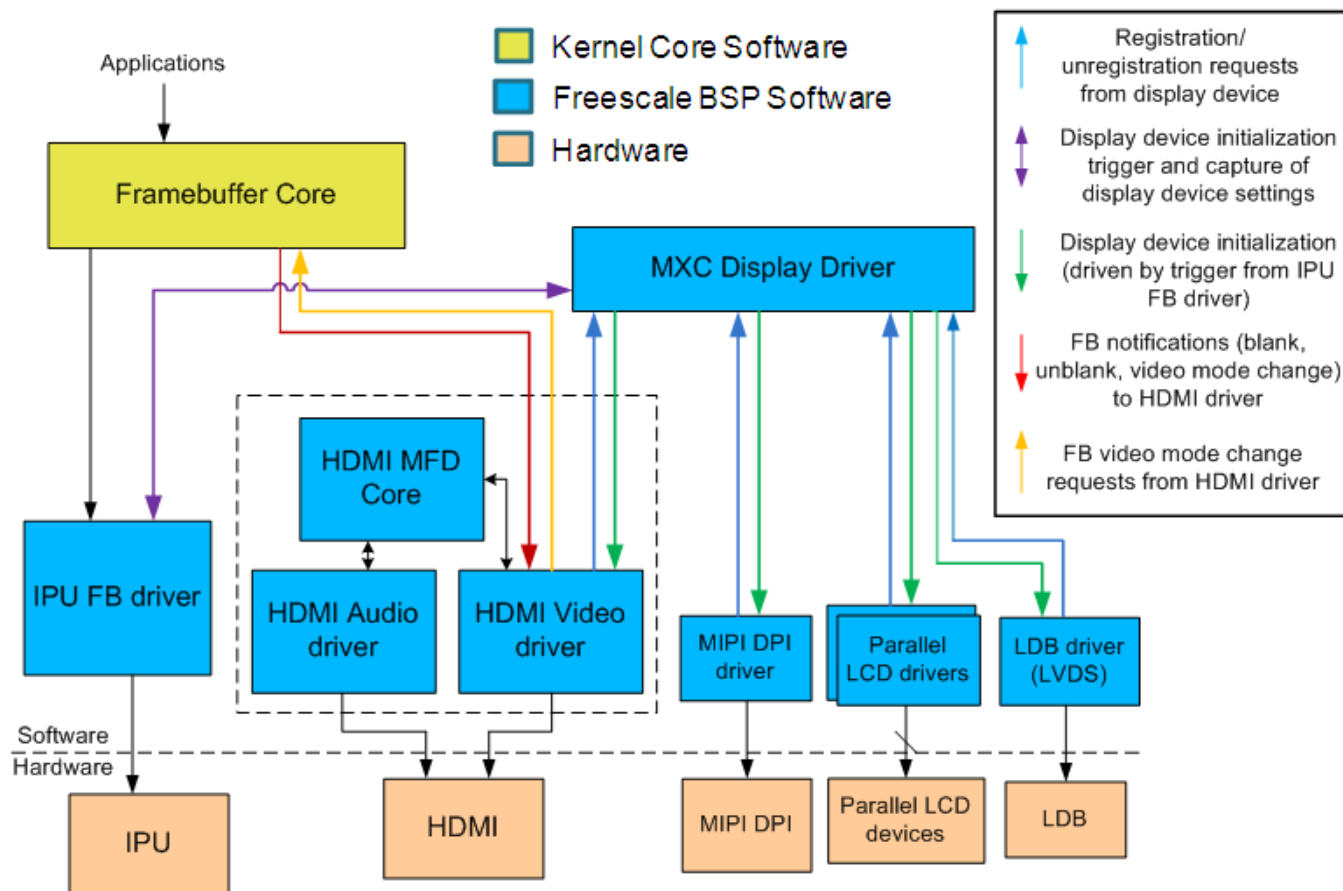 Applications
Kernel Core Software
Freescale BSP Software
Hardware
Registration/
unregistration requests
from display device
Display device initialization
trigger and capture of
display device settings
Display device initialization
(driven by trigger from IPU
FB driver)
FB notifications (blank,
unblank, video mode change)
to HDMI driver
FB video mode change
requests from HDMI driver
Framebuffer Core
MXC Display Driver
HDMI MFD
Core
IPU FB driver
HDMI Audio
driver
HDMI Video
driver
MIPI DPI
driver
Parallel
LCD drivers
LDB driver
(LVDS)
Software
Hardware
IPU
HDMI
MIPI DPI
Parallel LCD
devices
LDB